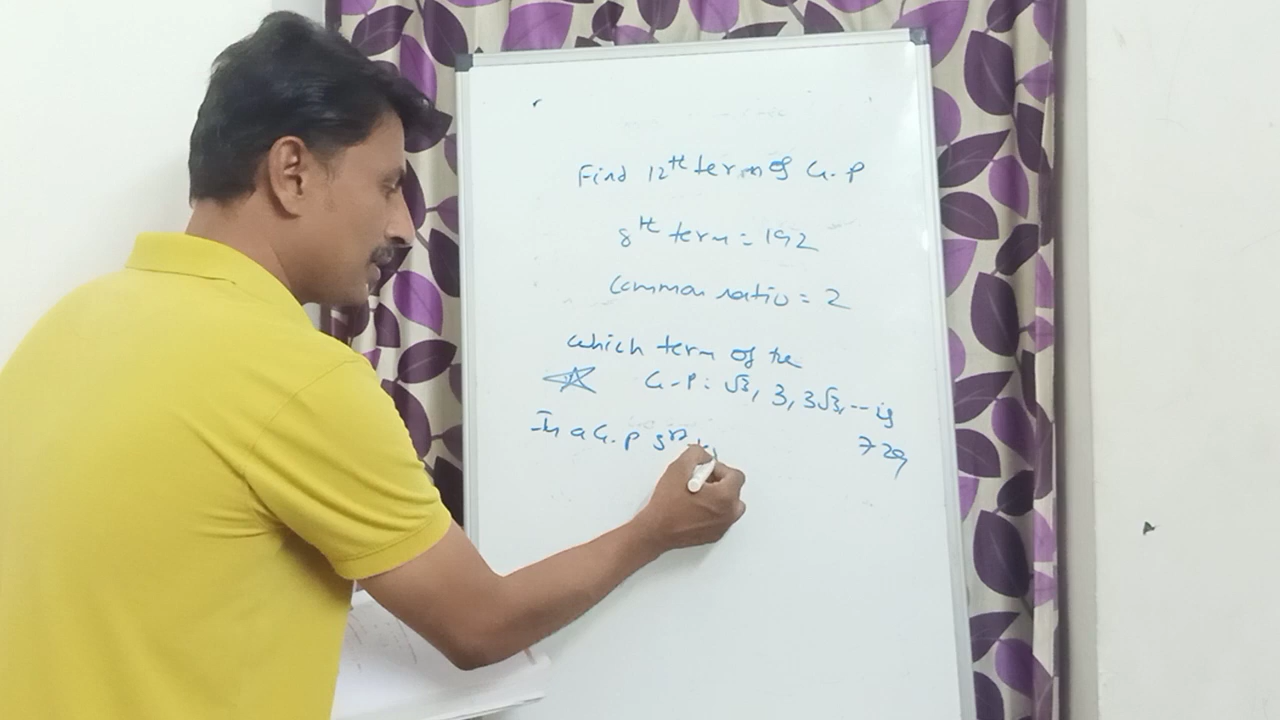 Find 12th term of G.P
8th term = 192
Common ratio = 2
which term of the
G.P: √3, 3, 3√3, -- is
729
In a G.P 3rd